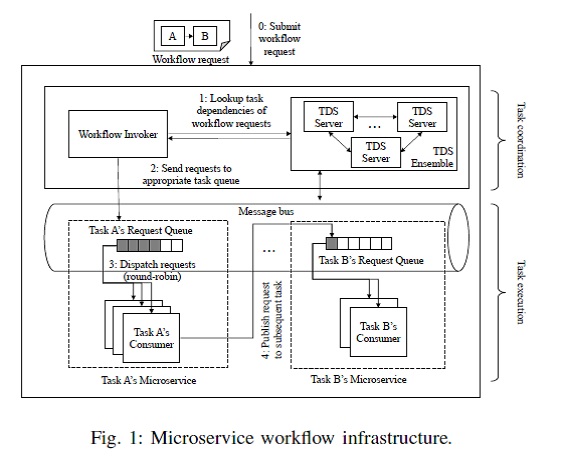 0: Submit
workflow
request
A
B
Workflow request
1: Lookup task
dependencies of
workflow requests
Workflow Invoker
TDS
Server
TDS
Server
...
TDS
Server
TDS
Ensemble
2: Send requests to
appropriate task queue
Task coordination
Message bus
Task A's Request Queue
...
Task B's Request Queue
3: Dispatch requests
(round-robin)
Task A's
Consumer
4: Publish request
to subsequent task
Task B's
Consumer
Task A's Microservice
Task B's Microservice
Task execution
Fig. 1: Microservice workflow infrastructure.